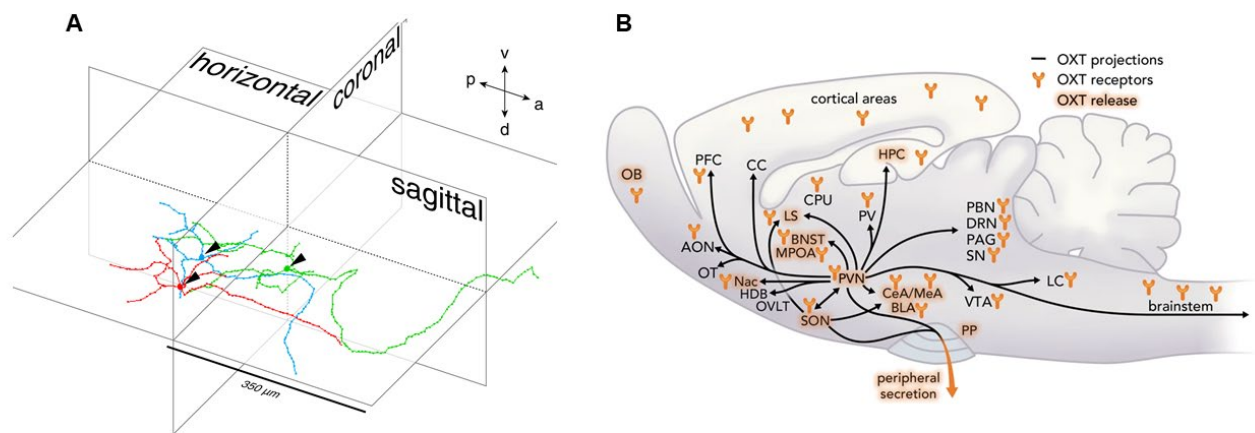 A
horizontal
coronal
sagittal
v
p
a
d
350 µm
B
OXT projections
OXT receptors
OXT release
cortical areas
OB
PFC
CC
HPC
CPU
PV
LS
BNST
MPOA
AON
OT
Nac
HDB
OVLT
PVN
SON
CeA/MeA
BLA
PP
PBN
DRN
PAG
SN
LC
VTA
brainstem
peripheral
secretion